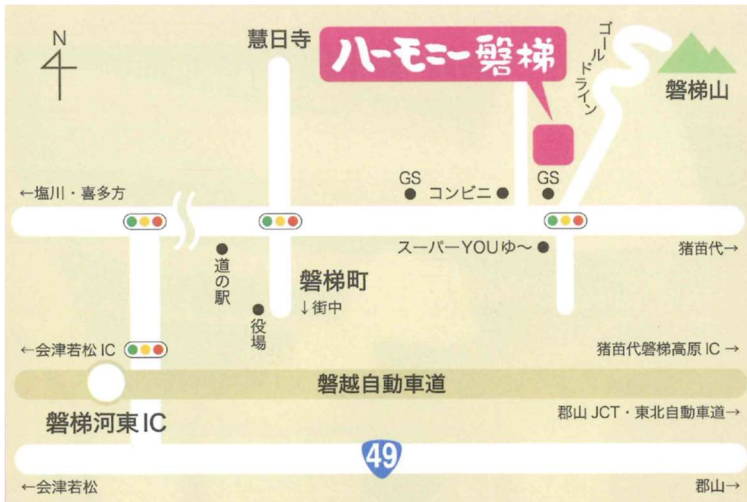 N
慧日寺
ハーモニー磐梯
ゴールドライン
磐梯山
←塩川・喜多方
GS
コンビニ
GS
道の駅
スーパーYOUゆ〜
猪苗代→
磐梯町
↓街中
役場
←会津若松IC
猪苗代磐梯高原IC→
磐越自動車道
磐梯河東IC
郡山JCT・東北自動車道→
49
←会津若松
郡山→